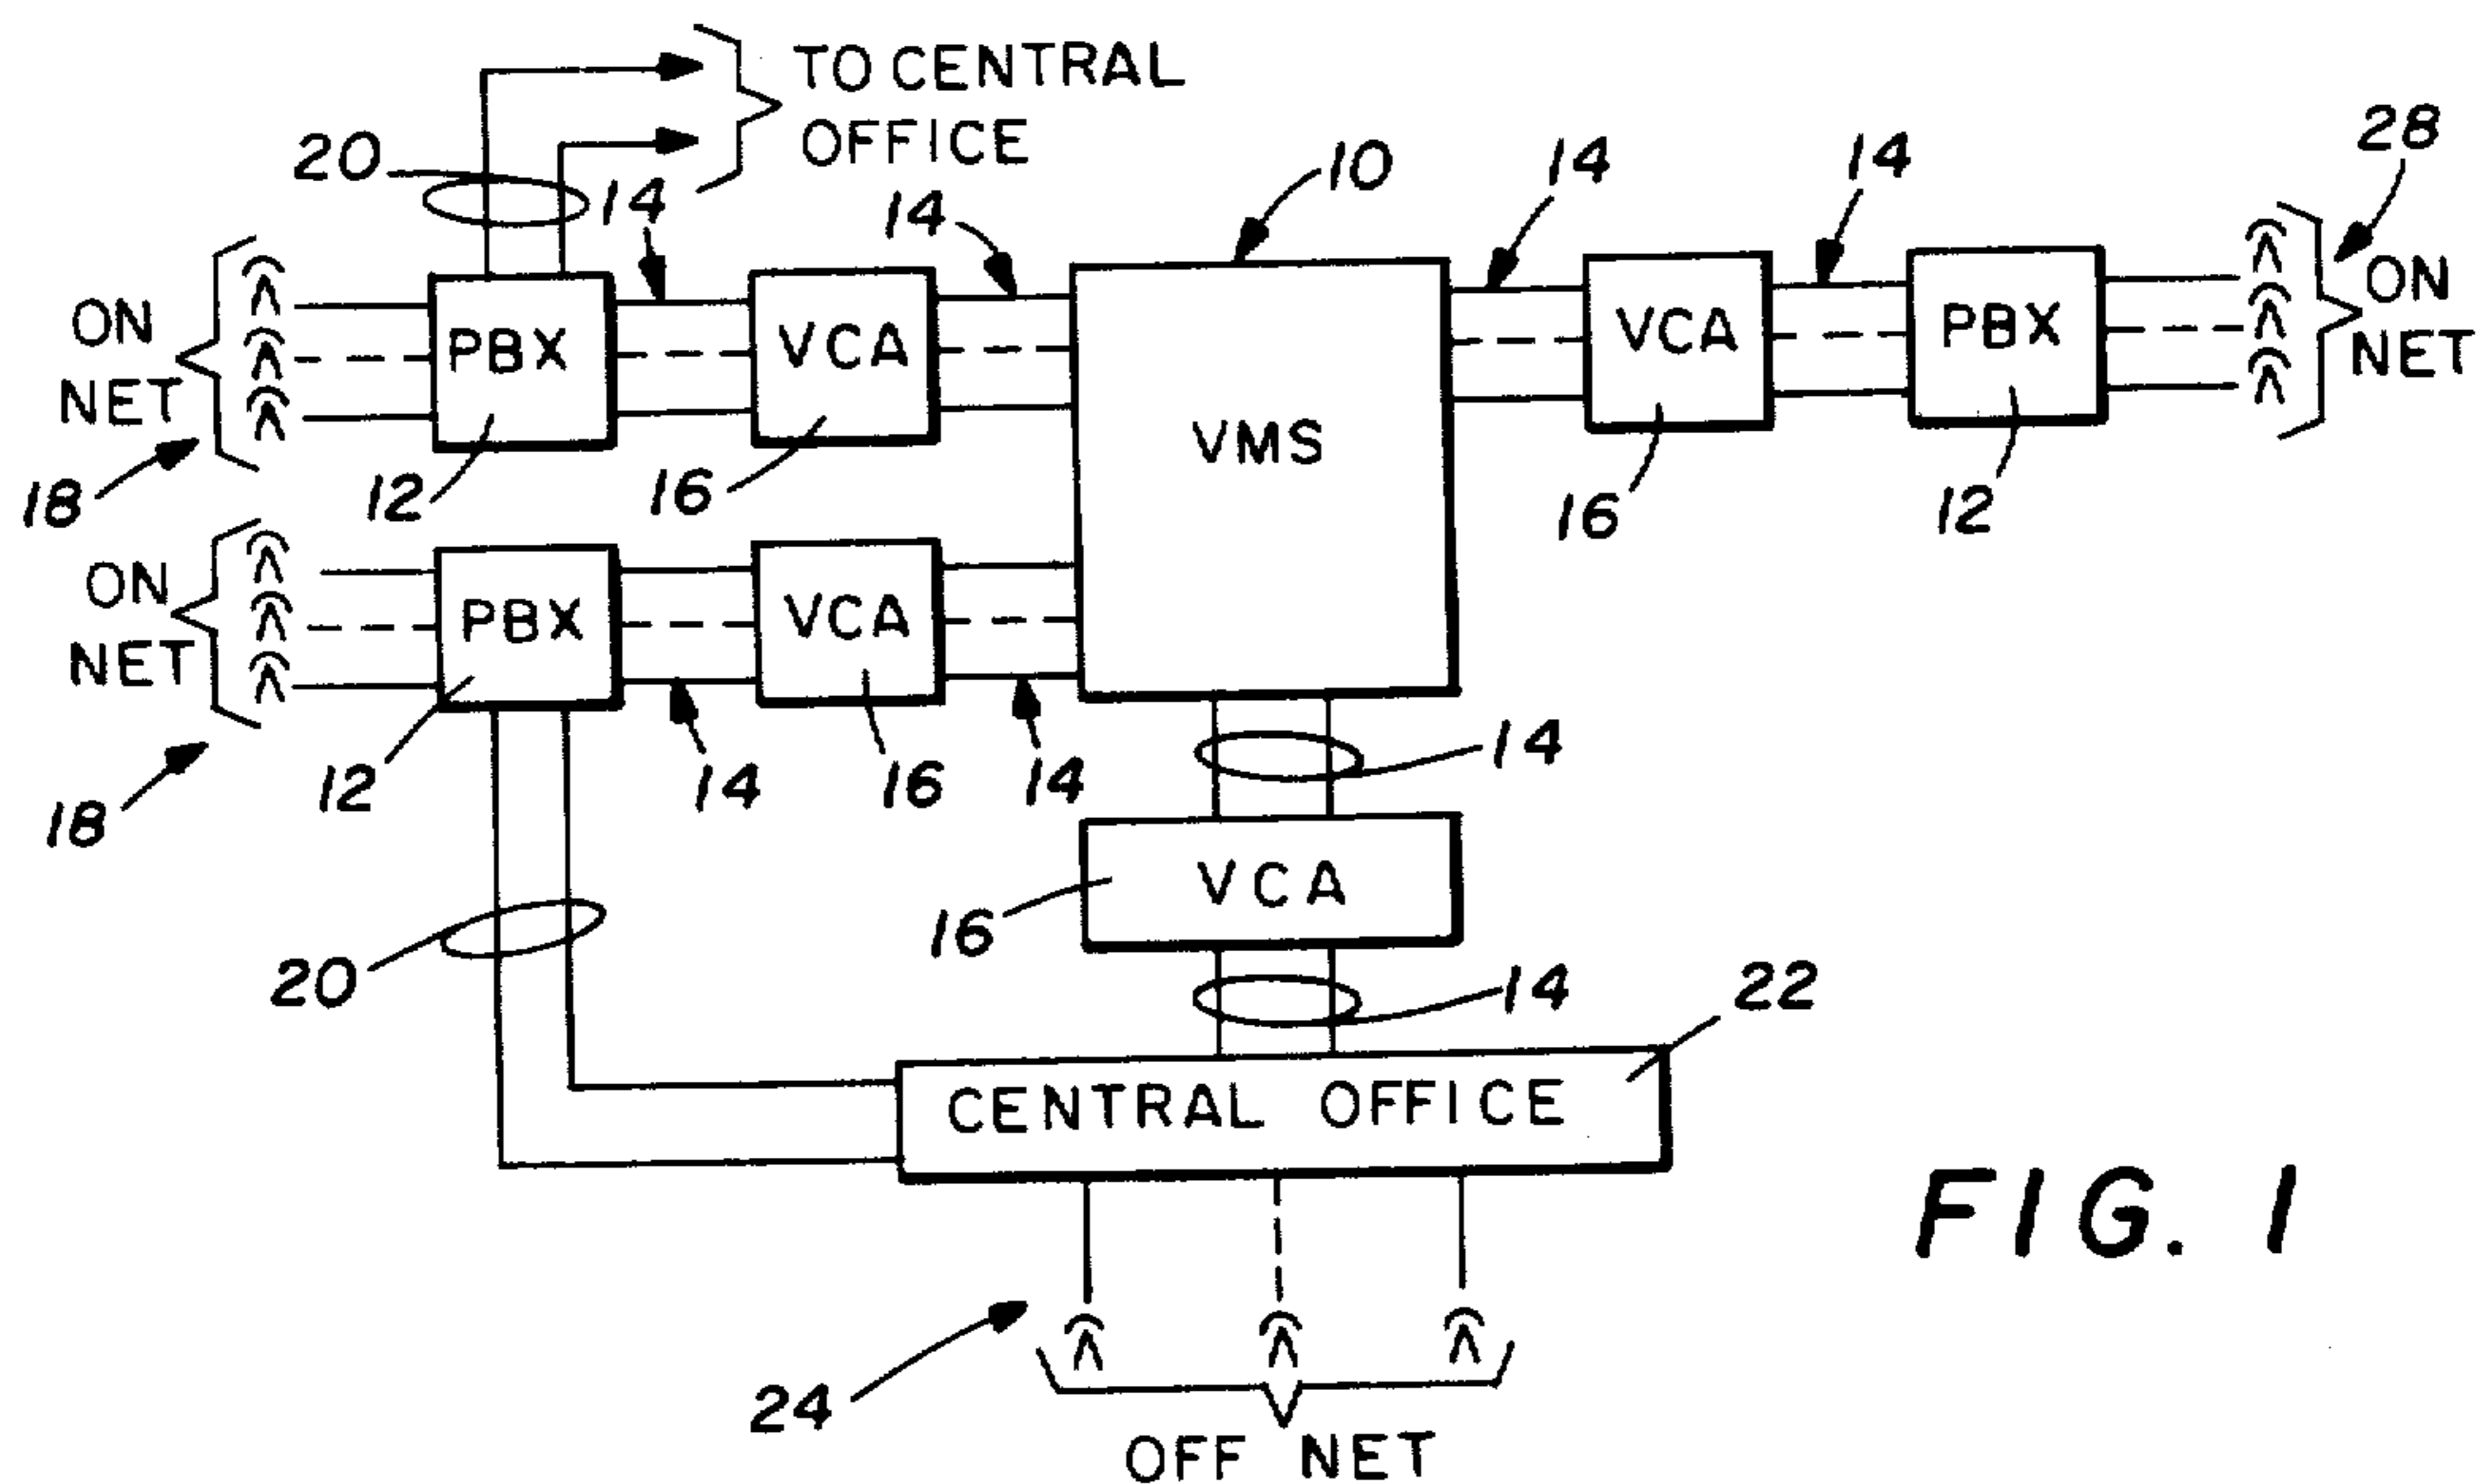 TO CENTRAL
OFFICE
20
14
14
10
14
14
28
ON
NET
PBX
VCA
VMS
VCA
PBX
ON
NET
18
12
16
16
12
ON
NET
PBX
VCA
18
12
14
16
14
14
VCA
16
20
14
22
CENTRAL OFFICE
24
OFF NET
FIG. 1